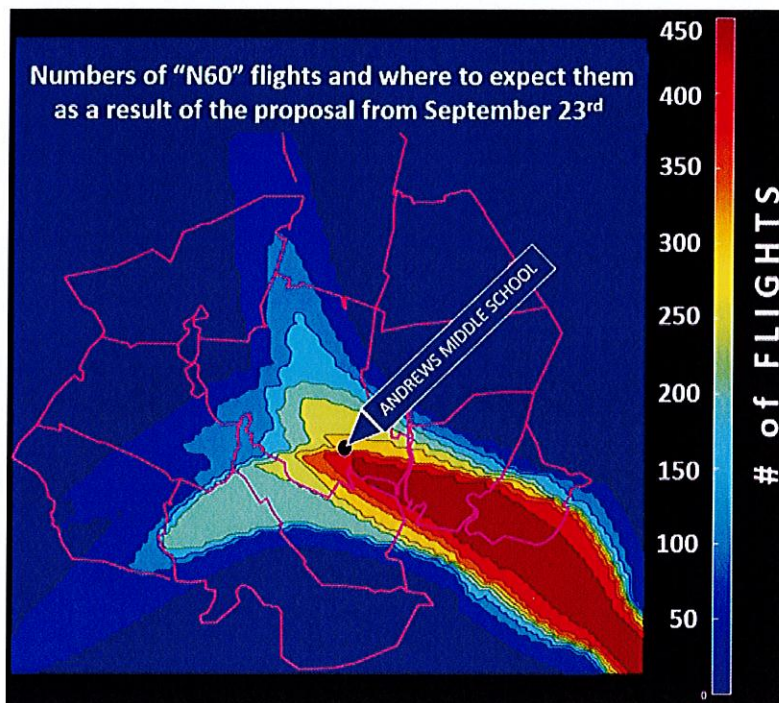 Numbers of “N60” flights and where to expect them
as a result of the proposal from September 23rd
ANDREWS MIDDLE SCHOOL
450
400
350
300
250
200
150
100
50
0
# of FLIGHTS